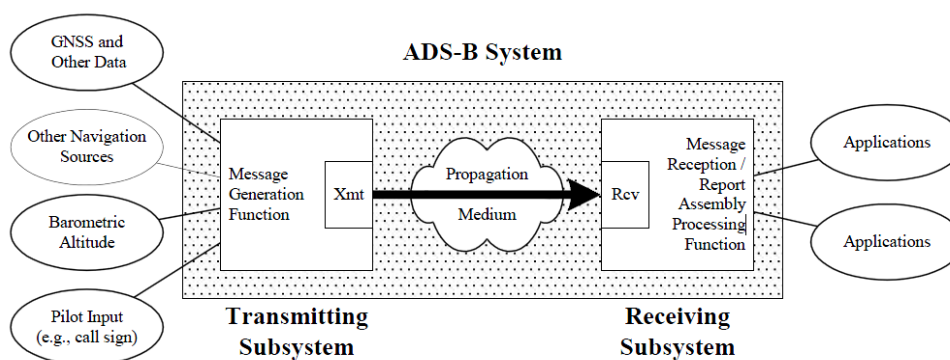 GNSS and
Other Data
ADS-B System
Other Navigation
Sources
Barometric
Altitude
Pilot Input
(e.g., call sign)
Message
Generation
Function
Xmt
Propagation
Medium
Rcv
Message
Reception /
Report
Assembly
Processing
Function
Applications
Applications
Transmitting
Subsystem
Receiving
Subsystem